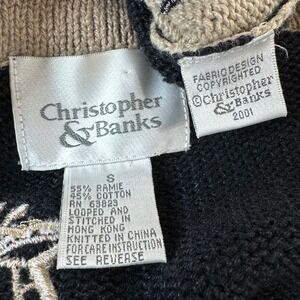 Christopher
& Banks
FABRIC DESIGN
COPYRIGHTED
©Christopher
& Banks
2001
S
55% RAMIE
45% COTTON
RN 63823
LOOPED AND
STITCHED IN
HONG KONG
KNITTED IN CHINA
FOR CARE INSTRUCTION
SEE REVERSE